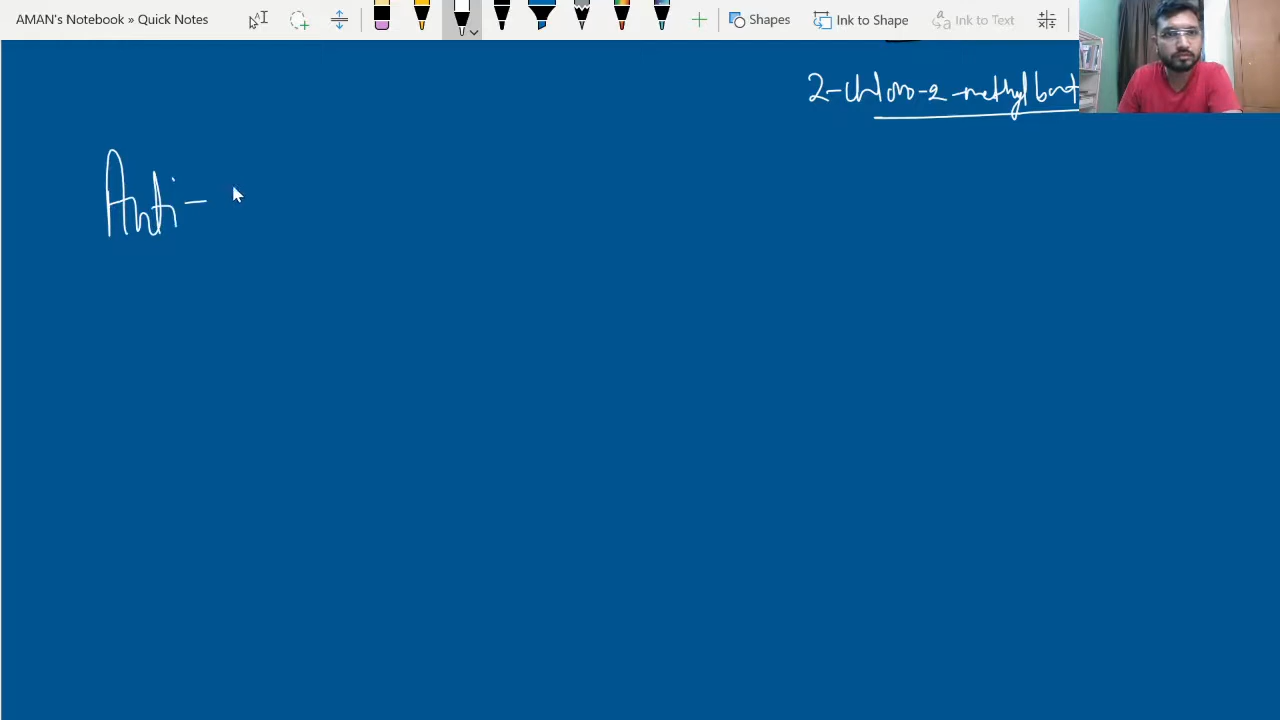 AMAN's Notebook » Quick Notes
Shapes
Ink to Shape
Ink to Text
2-chloro-2-methylbut
Anti-